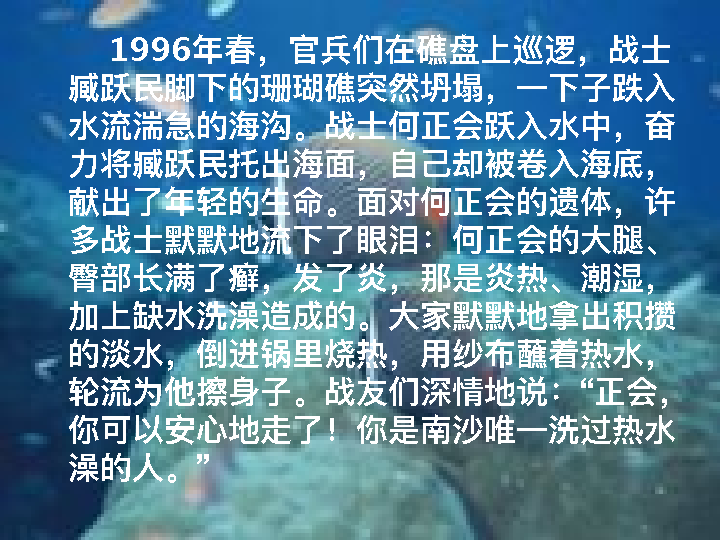 1996年春，官兵们在礁盘上巡逻，战士
臧跃民脚下的珊瑚礁突然坍塌，一下子跌入
水流湍急的海沟。战士何正会跃入水中，奋
力将臧跃民托出海面，自己却被卷入海底，
献出了年轻的生命。面对何正会的遗体，许
多战士默默地流下了眼泪：何正会的大腿、
臀部长满了癣，发了炎，那是炎热、潮湿，
加上缺水洗澡造成的。大家默默地拿出积攒
的淡水，倒进锅里烧热，用纱布蘸着热水，
轮流为他擦身子。战友们深情地说：“正会，
你可以安心地走了！你是南沙唯一洗过热水
澡的人。”